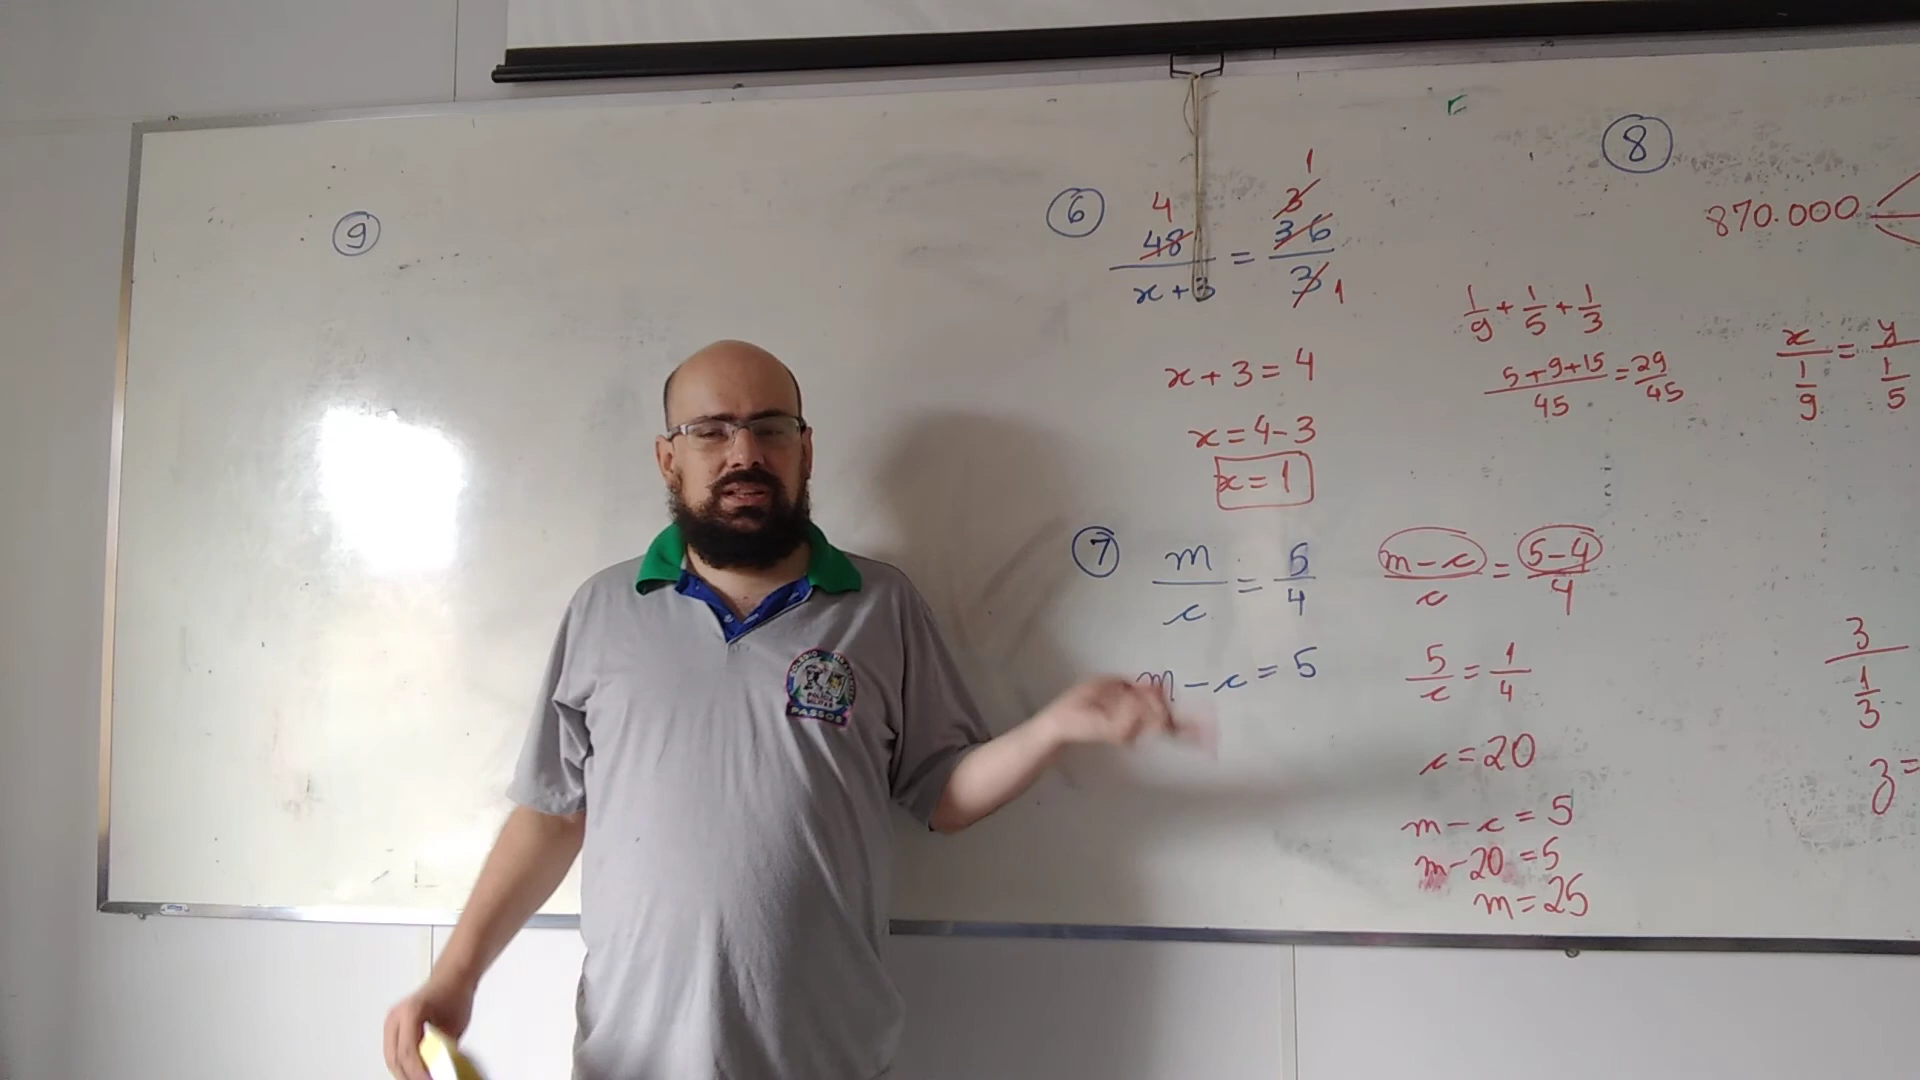 9
6
4
48/x+3 = 36/3
3
1
1
x+3=4
x=4-3
x=1
7
m/c = 5/4
m-c=5
m-c/c = 5-4/4
5/c = 1/4
c=20
m-c=5
m-20=5
m=25
8
870.000
1/9+1/5+1/3
5+9+15/45=29/45
x/1/9 = y/1/5
3
1/3
3=
PASSOS